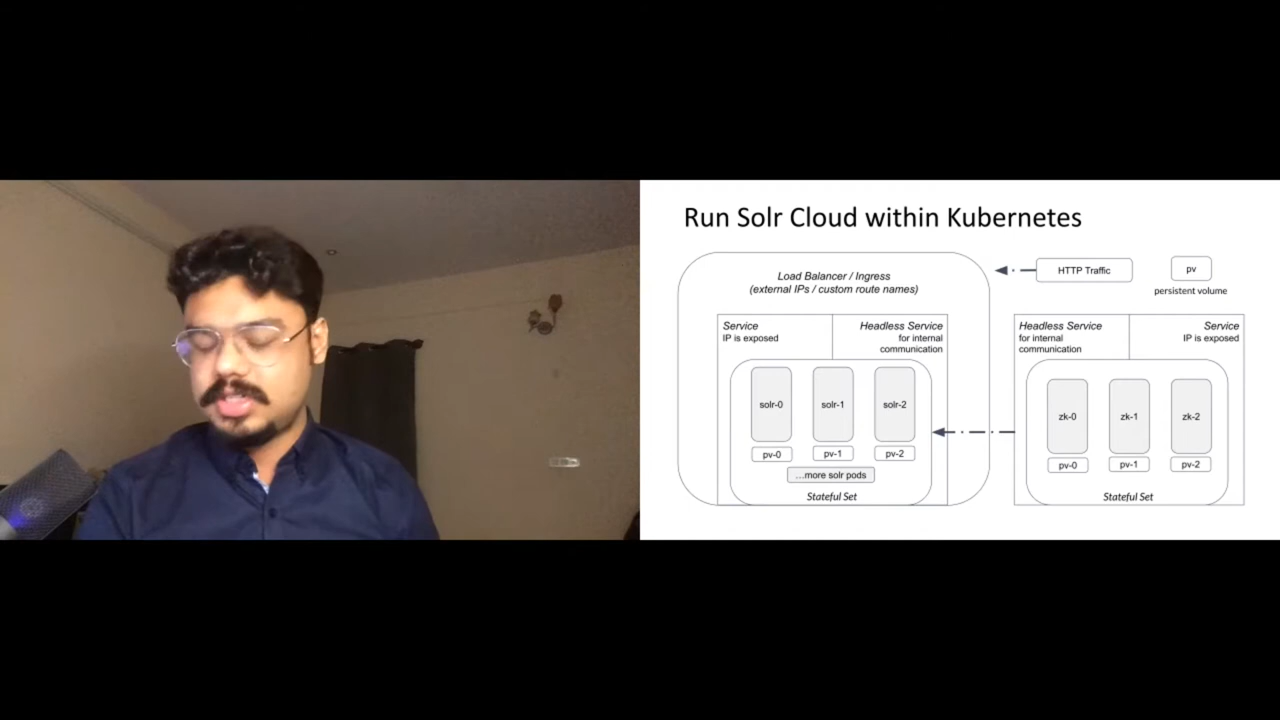 Run Solr Cloud within Kubernetes
Load Balancer / Ingress
(external IPs / custom route names)
HTTP Traffic
pv
persistent volume
Service
IP is exposed
Headless Service
for internal
communication
Headless Service
for internal
communication
Service
IP is exposed
solr-0
solr-1
solr-2
pv-0
pv-1
pv-2
...more solr pods
Stateful Set
zk-0
zk-1
zk-2
pv-0
pv-1
pv-2
Stateful Set